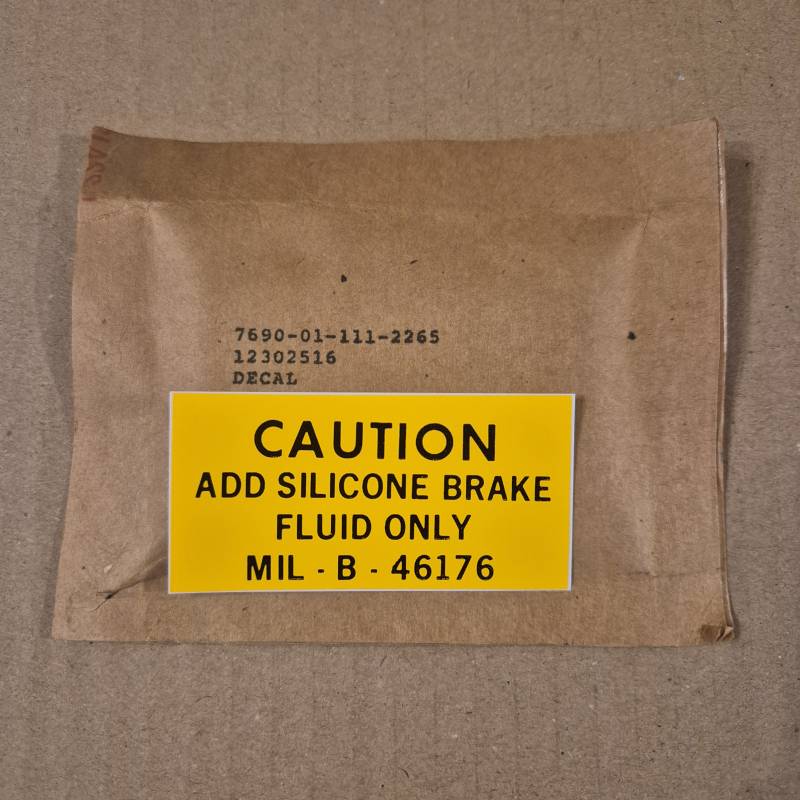 7690-01-111-2265
12302516
DECAL
CAUTION
ADD SILICONE BRAKE
FLUID ONLY
MIL - B - 46176